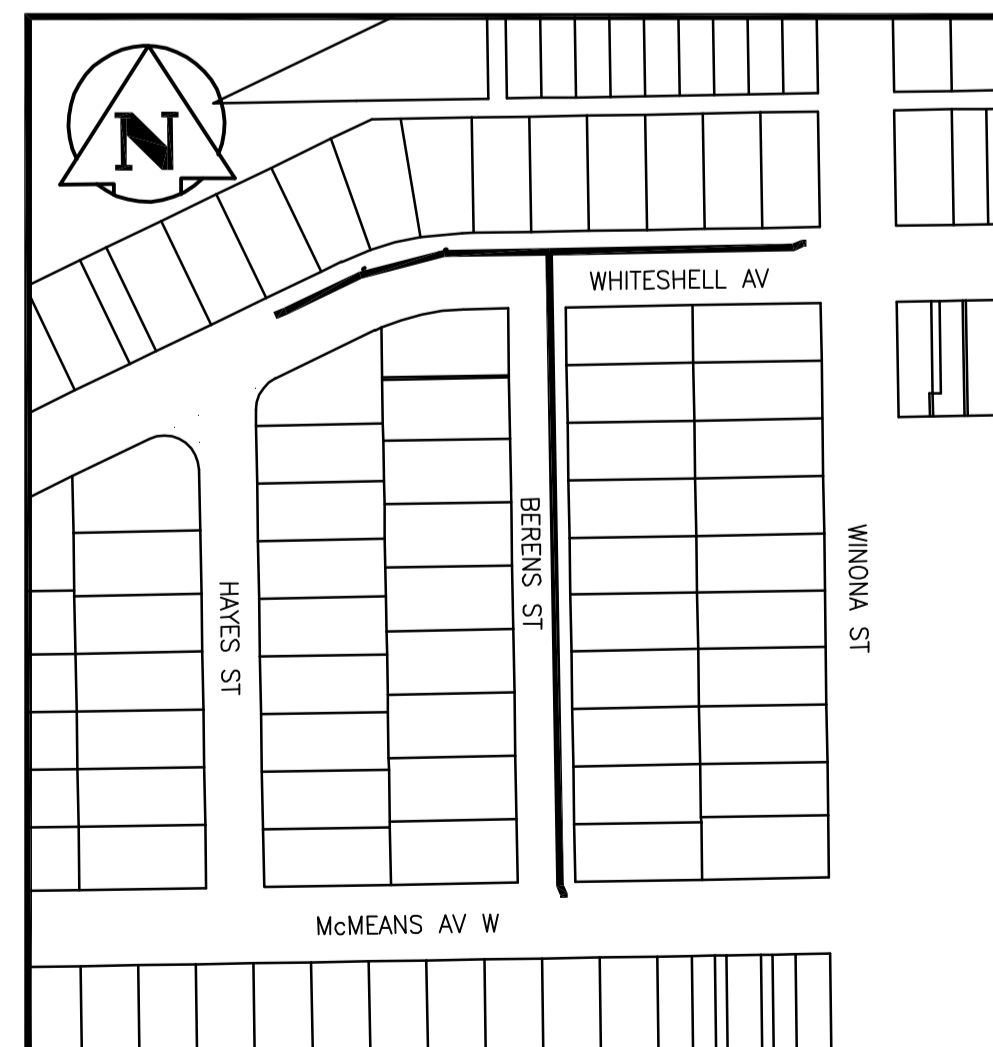 N
WHITESHELL AV
BERENS ST
WINONA ST
HAYES ST
McMEANS AV W